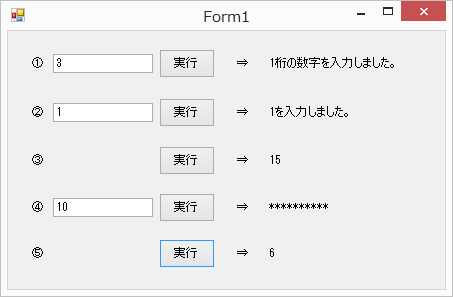 Form1
① 3 実行 ⇒ 1桁の数字を入力しました。
② 1 実行 ⇒ 1を入力しました。
③ 実行 ⇒ 15
④ 10 実行 ⇒ **********
⑤ 実行 ⇒ 6